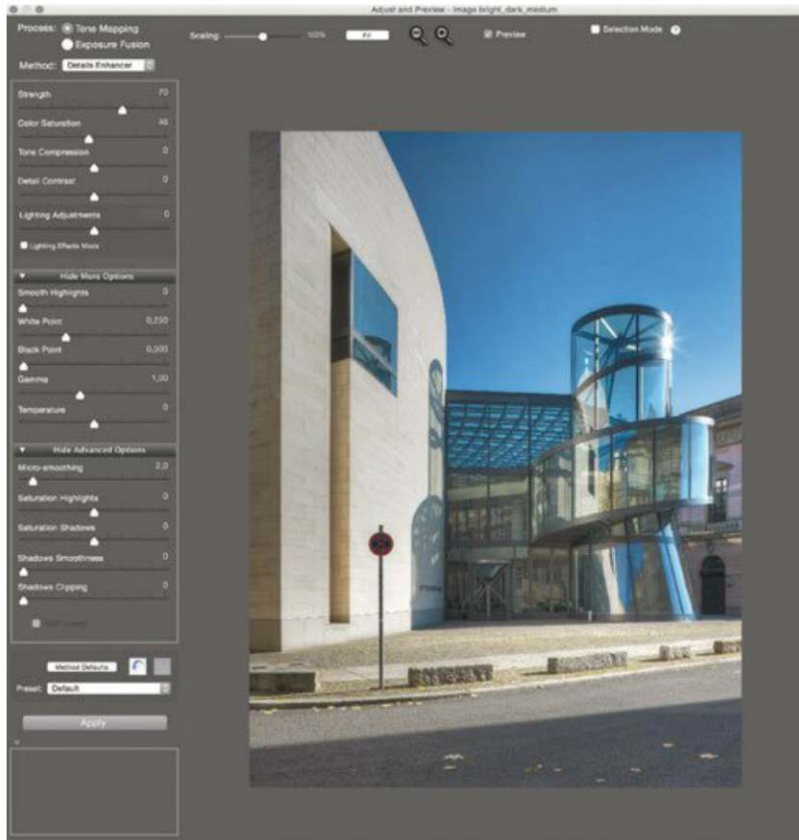 Adjust and Preview - Image bright_dark_medium
Process: Tone Mapping
Exposure Fusion
Method: Details Enhancer
Scaling: 100% Fit Preview Selection Mode ?
Strength 70
Color Saturation 46
Tone Compression 0
Detail Contrast 0
Lighting Adjustments 0
Lighting Effects Mode
Hide More Options
Smooth Highlights 0
White Point 0,250
Black Point 0,000
Gamma 1,00
Temperature 0
Hide Advanced Options
Micro-smoothing 2,0
Saturation Highlights 0
Saturation Shadows 0
Shadows Smoothness 0
Shadows Clipping 0
Method Defaults
Preset: Default
Apply